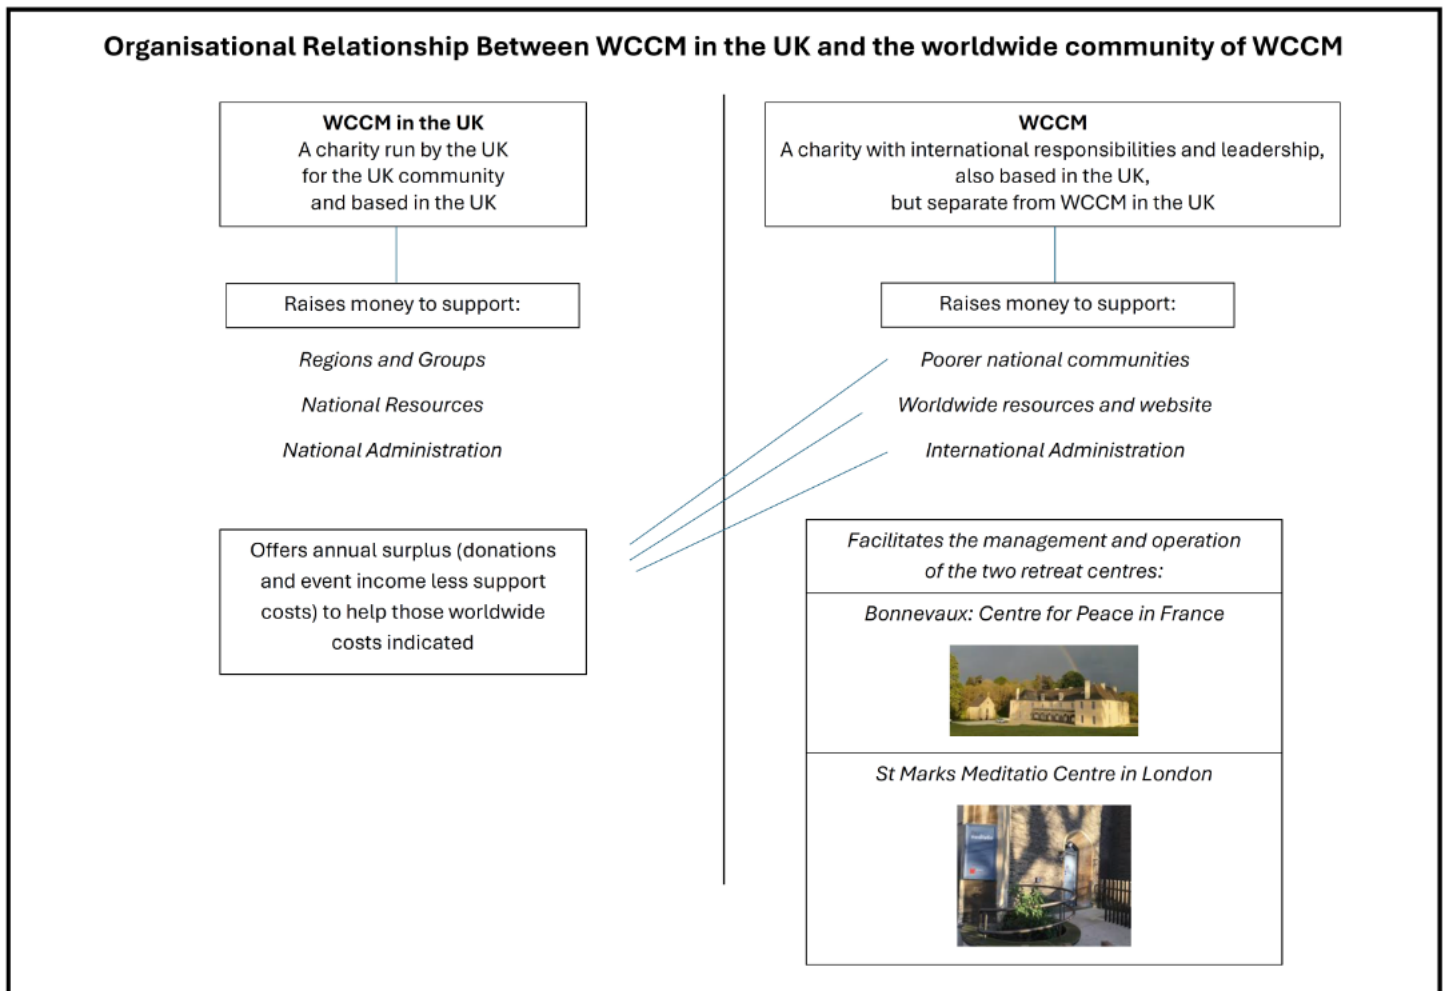 Organisational Relationship Between WCCM in the UK and the worldwide community of WCCM
WCCM in the UK
A charity run by the UK
for the UK community
and based in the UK
Raises money to support:
Regions and Groups
National Resources
National Administration
Offers annual surplus (donations
and event income less support
costs) to help those worldwide
costs indicated
WCCM
A charity with international responsibilities and leadership,
also based in the UK,
but separate from WCCM in the UK
Raises money to support:
Poorer national communities
Worldwide resources and website
International Administration
Facilitates the management and operation
of the two retreat centres:
Bonnevaux: Centre for Peace in France
St Marks Meditatio Centre in London